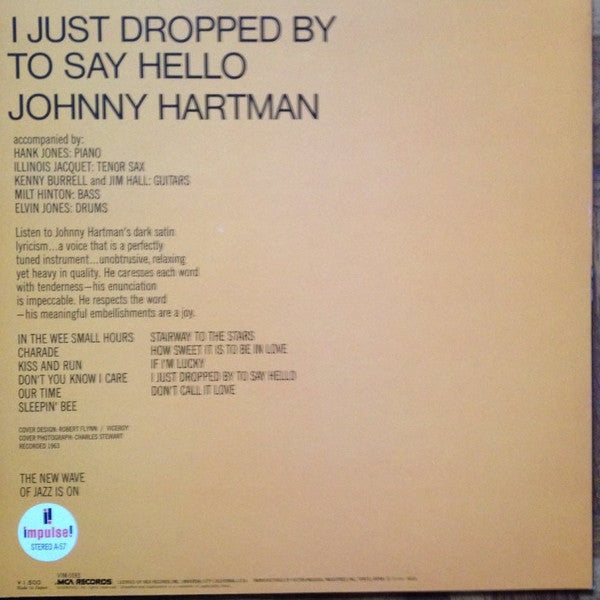 I JUST DROPPED BY
TO SAY HELLO
JOHNNY HARTMAN
accompanied by:
HANK JONES: PIANO
ILLINOIS JACQUET: TENOR SAX
KENNY BURRELL and JIM HALL: GUITARS
MILT HINTON: BASS
ELVIN JONES: DRUMS
Listen to Johnny Hartman's dark satin
lyricism...a voice that is a perfectly
tuned instrument...unobtrusive, relaxing
yet heavy in quality. He caresses each word
with tenderness—his enunciation
is impeccable. He respects the word
—his meaningful embellishments are a joy.
IN THE WEE SMALL HOURS
CHARADE
KISS AND RUN
DON'T YOU KNOW I CARE
OUR TIME
SLEEPIN' BEE
STAIRWAY TO THE STARS
HOW SWEET IT IS TO BE IN LOVE
IF I'M LUCKY
I JUST DROPPED BY TO SAY HELLO
DON'T CALL IT LOVE
COVER DESIGN: ROBERT FLYNN / VICEROY
COVER PHOTOGRAPH: CHARLES STEWART
RECORDED 1963
THE NEW WAVE
OF JAZZ IS ON
impulse!
STEREO A-57
¥1,500
Made in Japan
MCA RECORDS